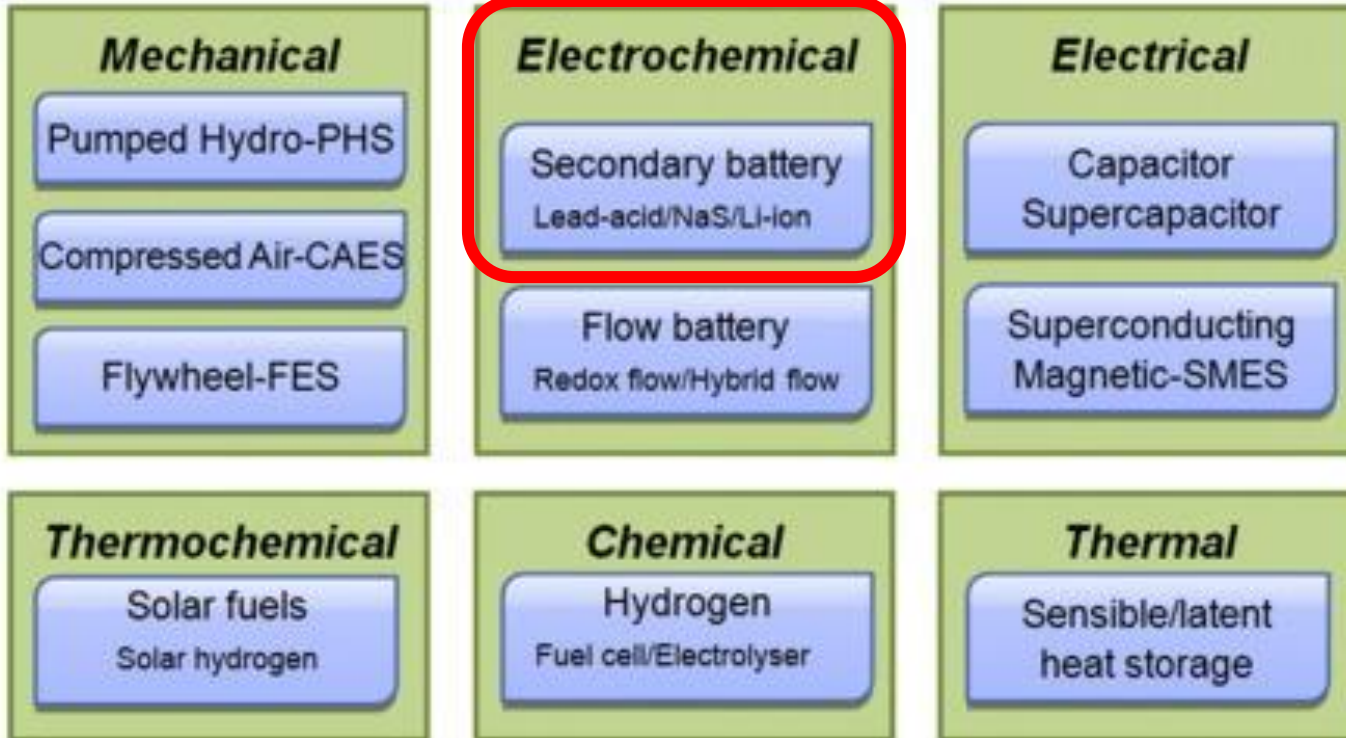 Mechanical
Pumped Hydro-PHS
Compressed Air-CAES
Flywheel-FES
Electrochemical
Secondary battery
Lead-acid/NaS/Li-ion
Flow battery
Redox flow/Hybrid flow
Electrical
Capacitor
Supercapacitor
Superconducting
Magnetic-SMES
Thermochemical
Solar fuels
Solar hydrogen
Chemical
Hydrogen
Fuel cell/Electrolyser
Thermal
Sensible/latent
heat storage